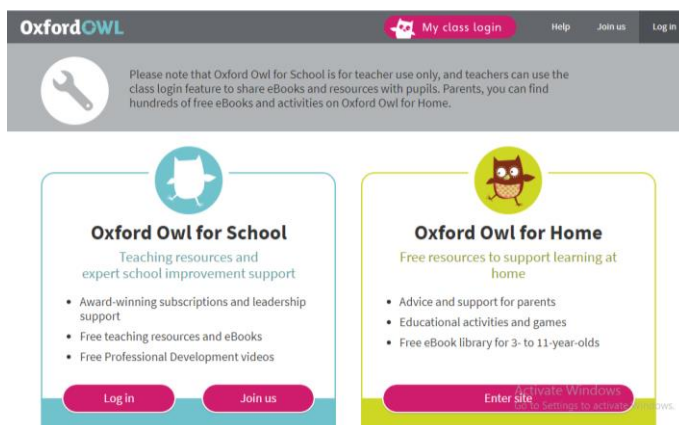 OxfordOWL
My class login
Help
Join us
Log in
Please note that Oxford Owl for School is for teacher use only, and teachers can use the
class login feature to share eBooks and resources with pupils. Parents, you can find
hundreds of free eBooks and activities on Oxford Owl for Home.
Oxford Owl for School
Teaching resources and
expert school improvement support
• Award-winning subscriptions and leadership
support
• Free teaching resources and eBooks
• Free Professional Development videos
Log in
Join us
Oxford Owl for Home
Free resources to support learning at
home
• Advice and support for parents
• Educational activities and games
• Free eBook library for 3- to 11-year-olds
Enter site
Activate Windows
Go to Settings to activate Windows.